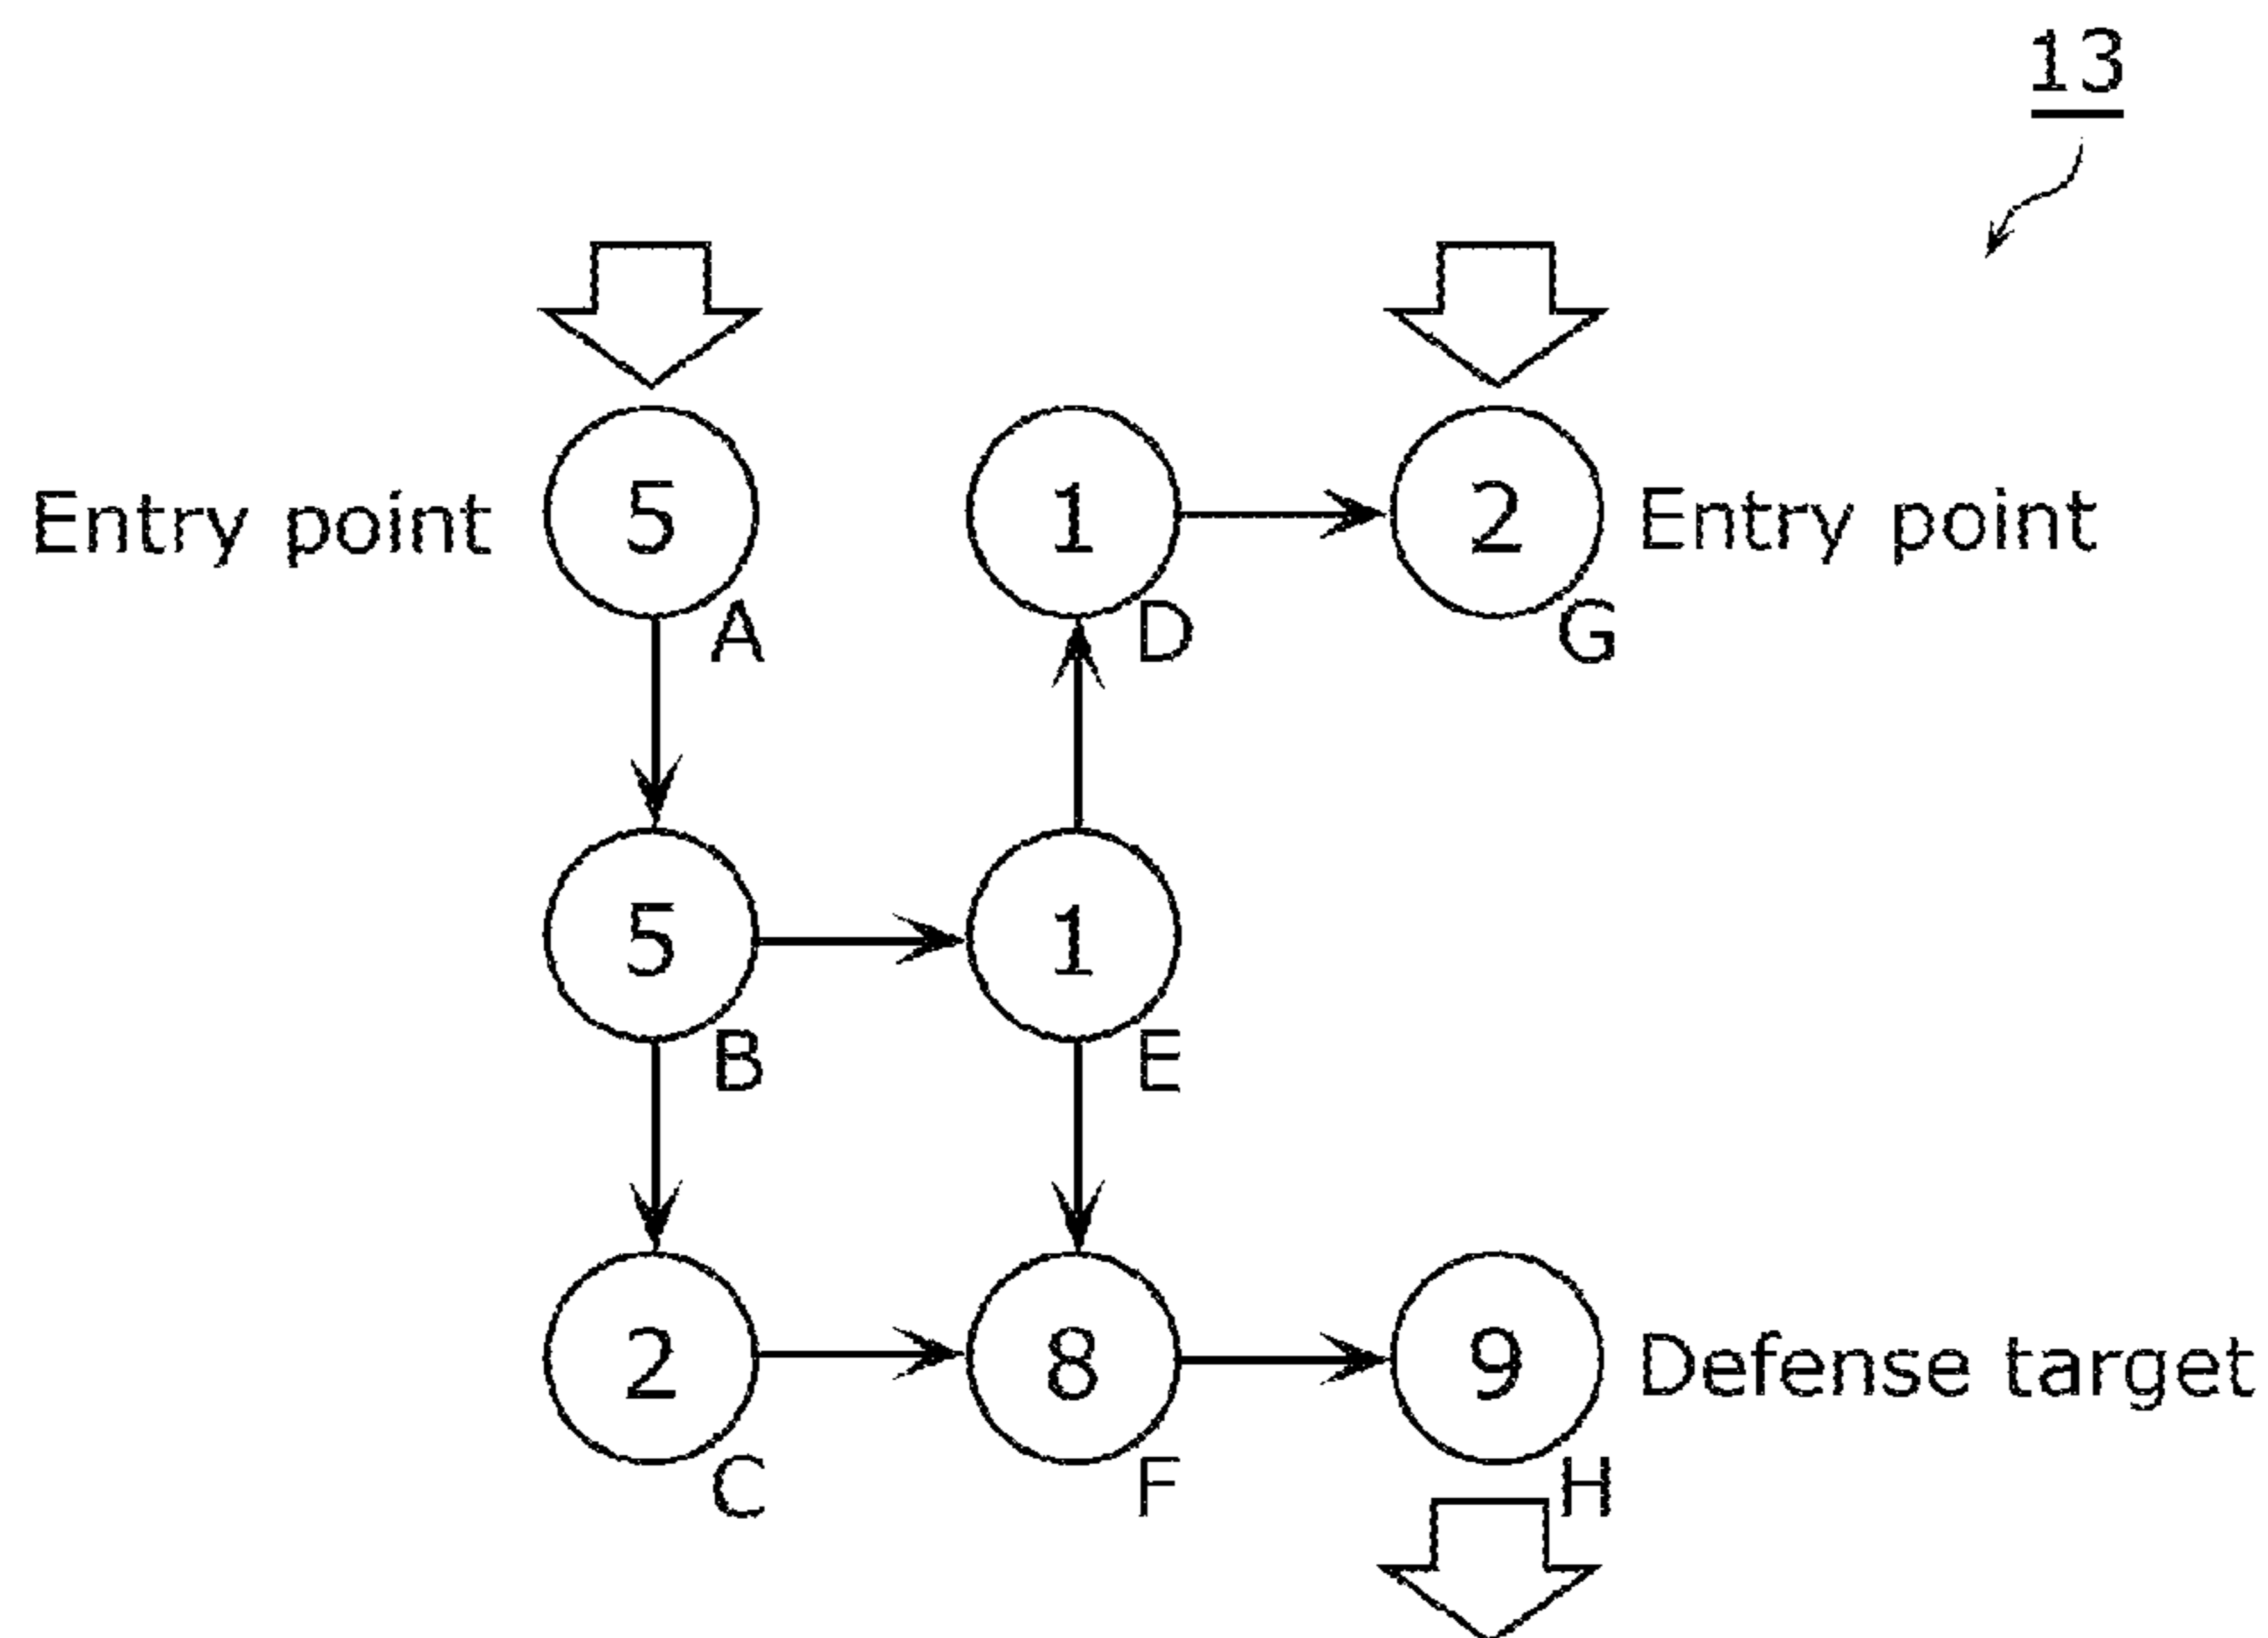 13
Entry point 5 1 2 Entry point
A D G
5 1
B E
2 8 9 Defense target
C F H